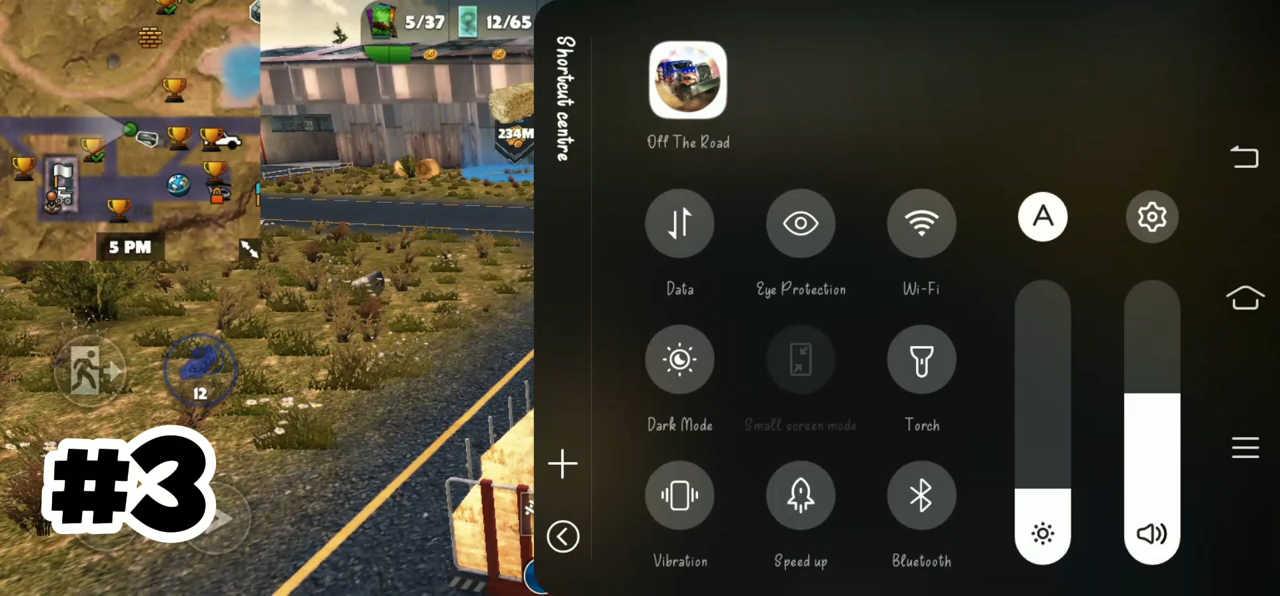 5/37
12/65
234M
5 PM
12
#3
Shortcut centre
Off The Road
A
Data
Eye Protection
Wi-Fi
Dark Mode
Small screen mode
Torch
Vibration
Speed up
Bluetooth